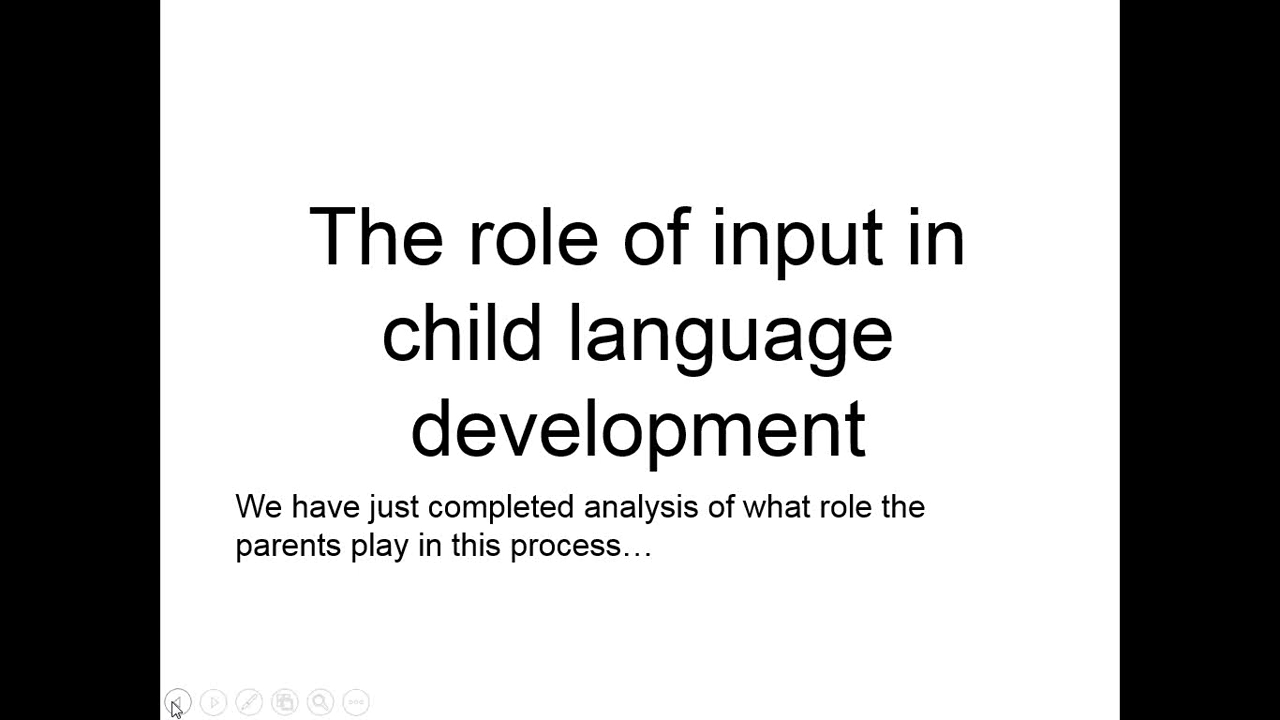 The role of input in
child language
development
We have just completed analysis of what role the
parents play in this process…